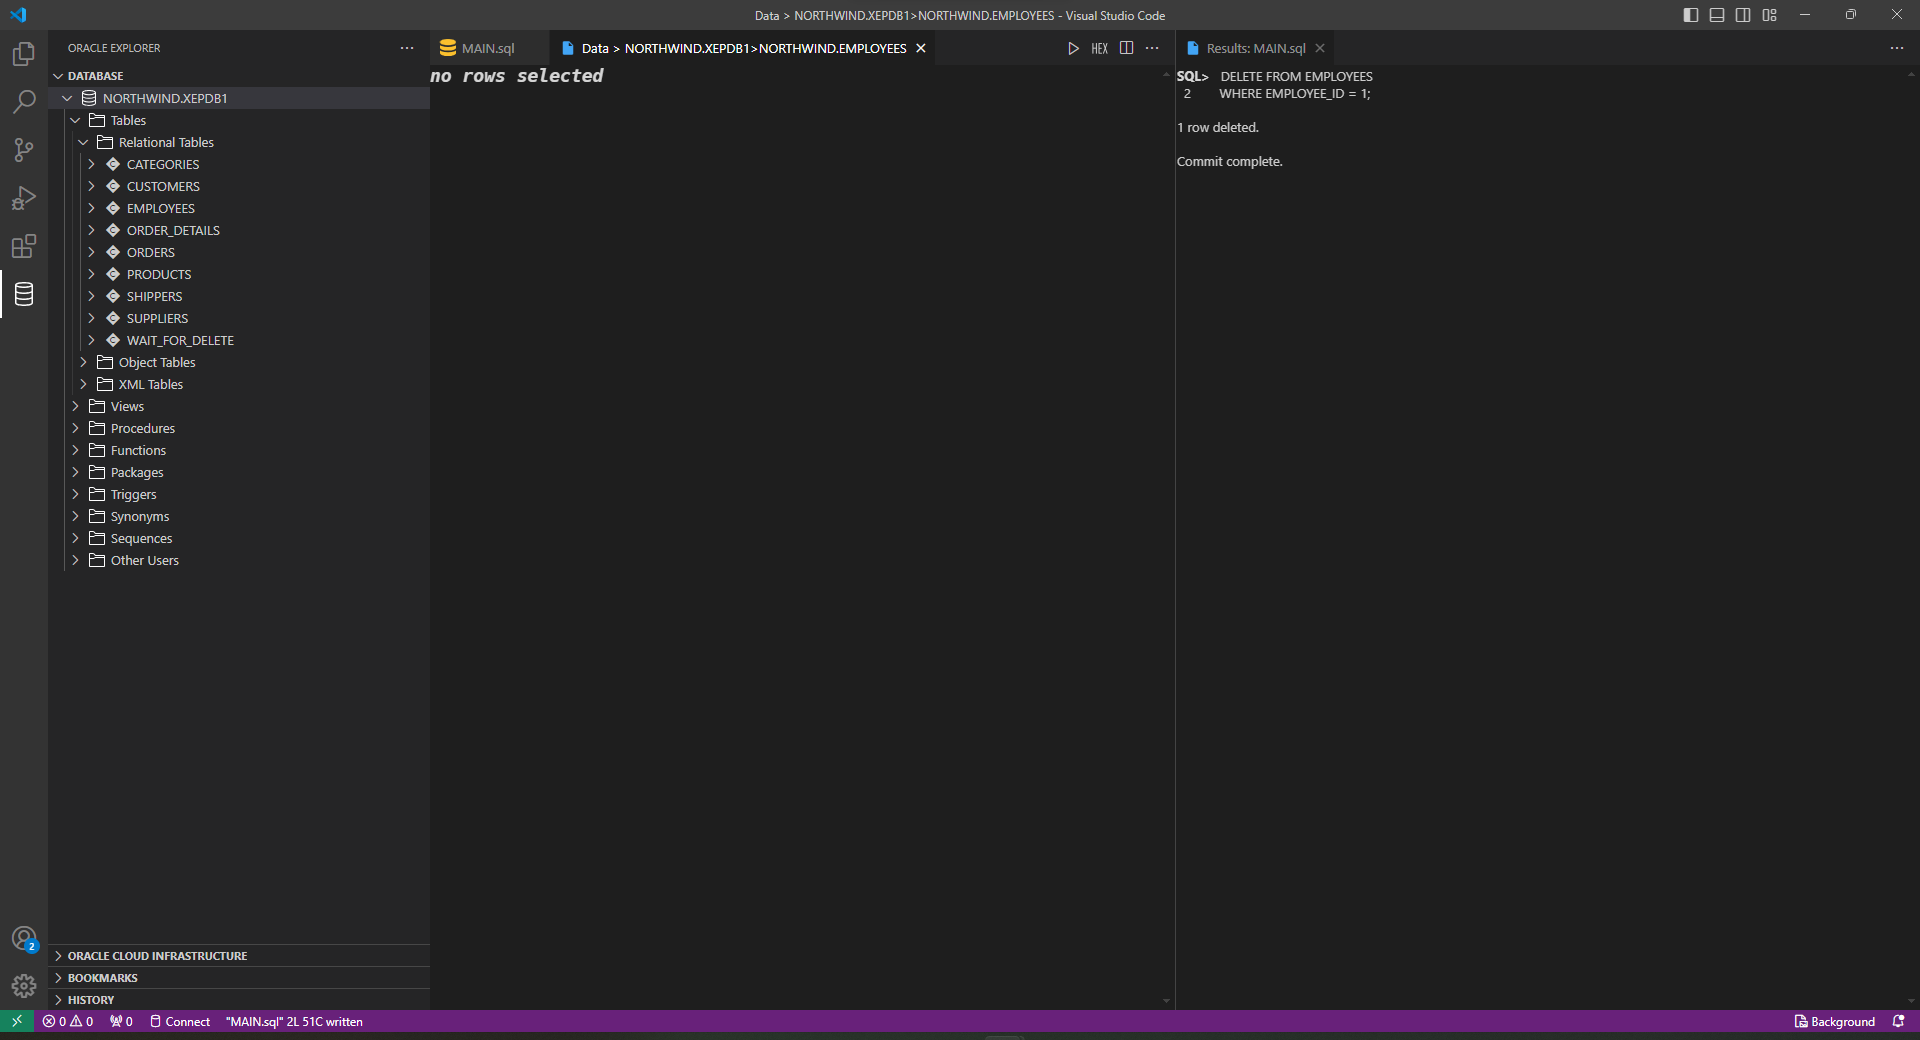 Data > NORTHWIND.XEPDB1>NORTHWIND.EMPLOYEES - Visual Studio Code
ORACLE EXPLORER
DATABASE
NORTHWIND.XEPDB1
Tables
Relational Tables
CATEGORIES
CUSTOMERS
EMPLOYEES
ORDER_DETAILS
ORDERS
PRODUCTS
SHIPPERS
SUPPLIERS
WAIT_FOR_DELETE
Object Tables
XML Tables
Views
Procedures
Functions
Packages
Triggers
Synonyms
Sequences
Other Users
ORACLE CLOUD INFRASTRUCTURE
BOOKMARKS
HISTORY
2
MAIN.sql
Data > NORTHWIND.XEPDB1>NORTHWIND.EMPLOYEES
HEX
no rows selected
Results: MAIN.sql
SQL> DELETE FROM EMPLOYEES
2 WHERE EMPLOYEE_ID = 1;
1 row deleted.
Commit complete.
0 0 0 Connect "MAIN.sql" 2L 51C written
Background